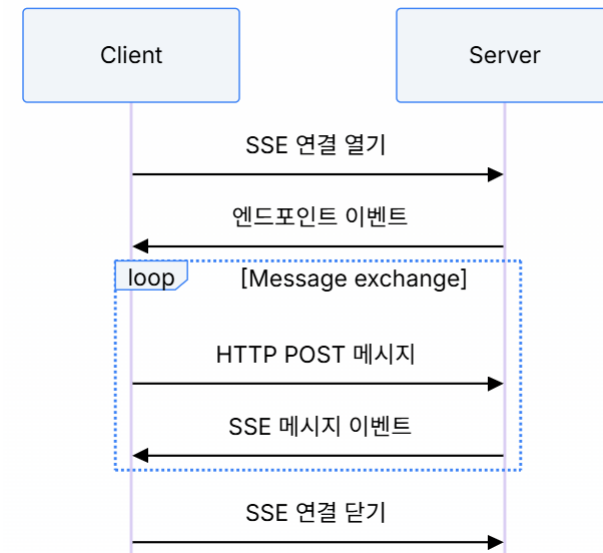 Client
Server
SSE 연결 열기
엔드포인트 이벤트
loop
[Message exchange]
HTTP POST 메시지
SSE 메시지 이벤트
SSE 연결 닫기